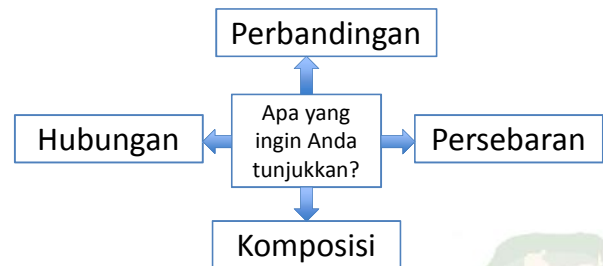 Perbandingan
Hubungan
Apa yang
ingin Anda
tunjukkan?
Persebaran
Komposisi